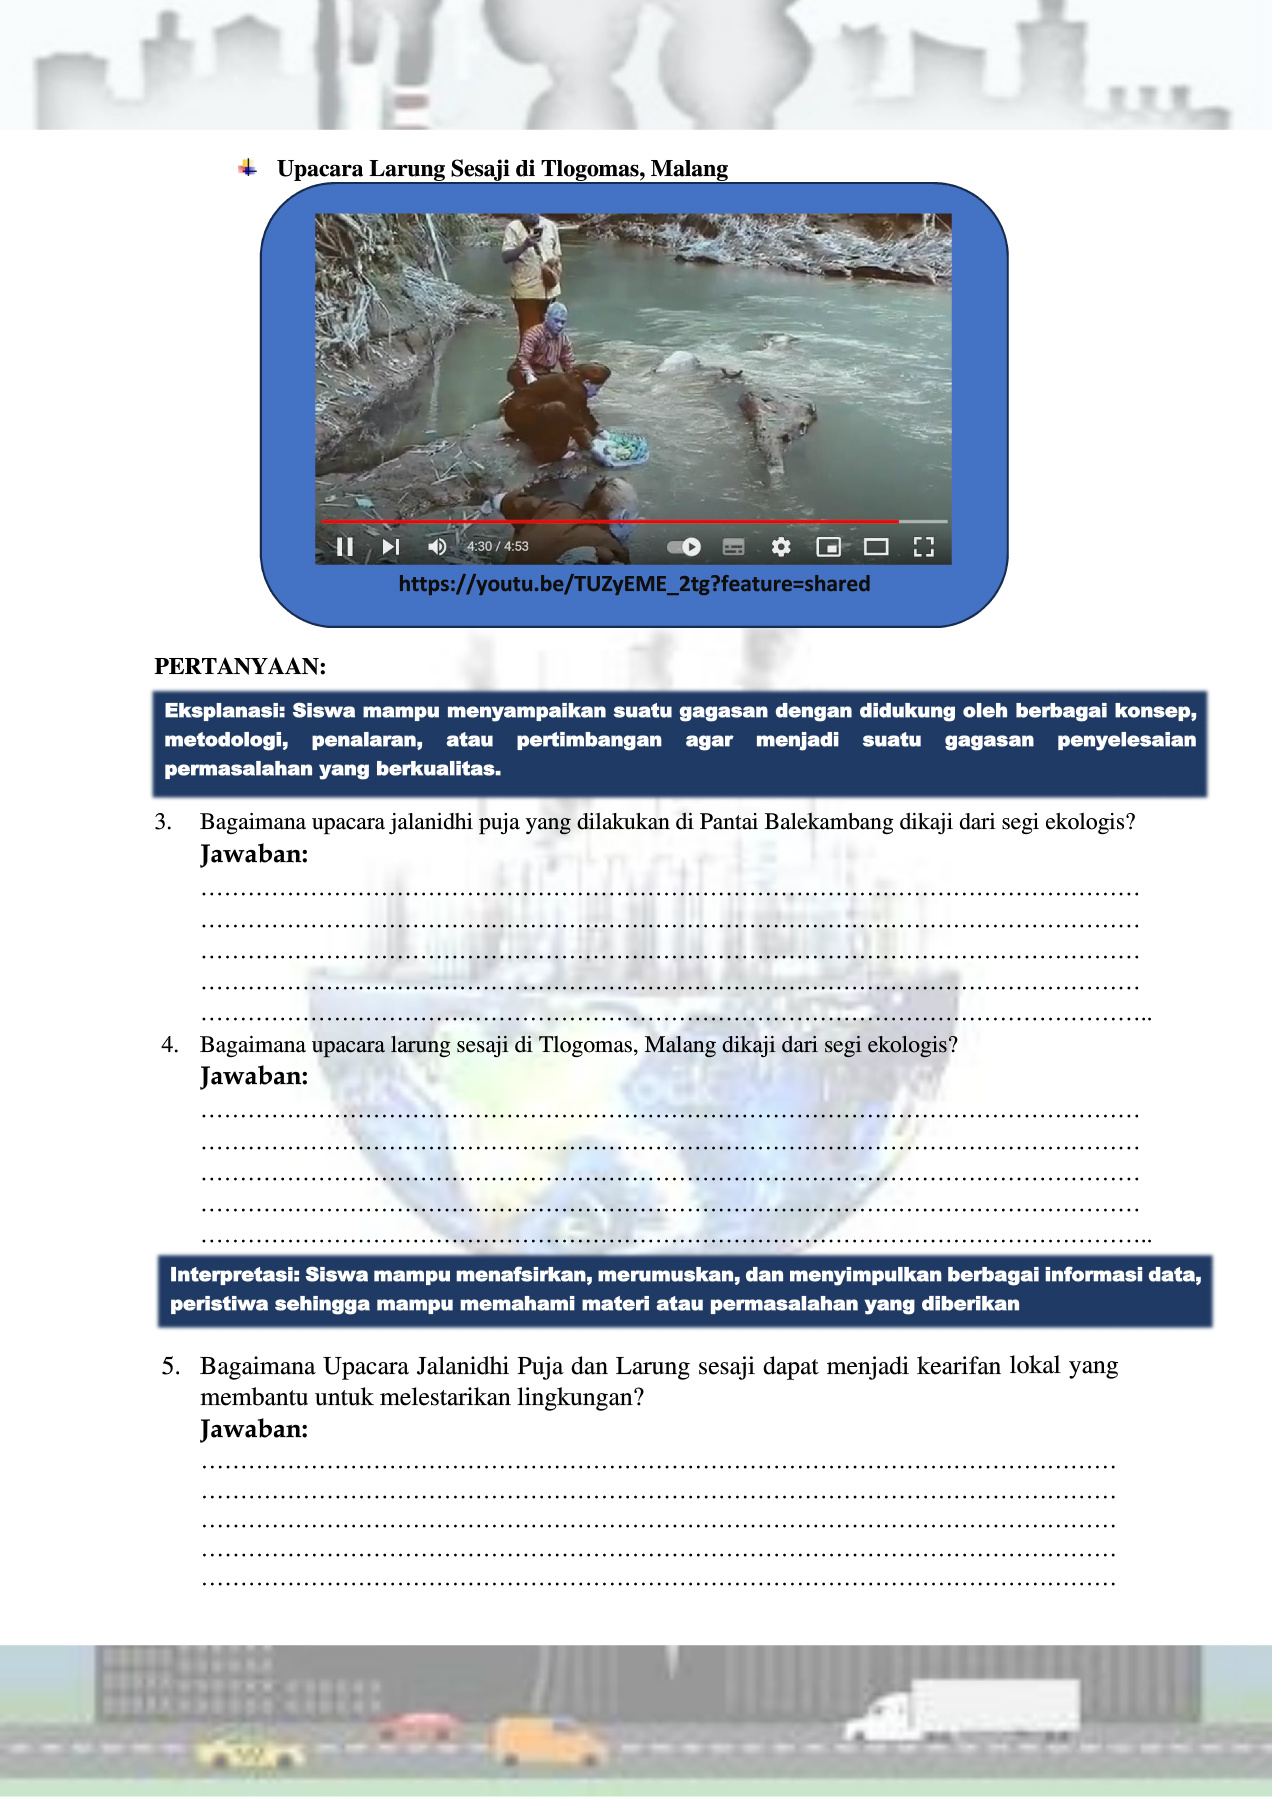 Upacara Larung Sesaji di Tlogomas, Malang
4:30 / 4:53
https://youtu.be/TUZyEME_2tg?feature=shared
PERTANYAAN:
Eksplanasi: Siswa mampu menyampaikan suatu gagasan dengan didukung oleh berbagai konsep,
metodologi, penalaran, atau pertimbangan agar menjadi suatu gagasan penyelesaian
permasalahan yang berkualitas.
3. Bagaimana upacara jalanidhi puja yang dilakukan di Pantai Balekambang dikaji dari segi ekologis?
Jawaban:
4. Bagaimana upacara larung sesaji di Tlogomas, Malang dikaji dari segi ekologis?
Jawaban:
Interpretasi: Siswa mampu menafsirkan, merumuskan, dan menyimpulkan berbagai informasi data,
peristiwa sehingga mampu memahami materi atau permasalahan yang diberikan
5. Bagaimana Upacara Jalanidhi Puja dan Larung sesaji dapat menjadi kearifan lokal yang
membantu untuk melestarikan lingkungan?
Jawaban: